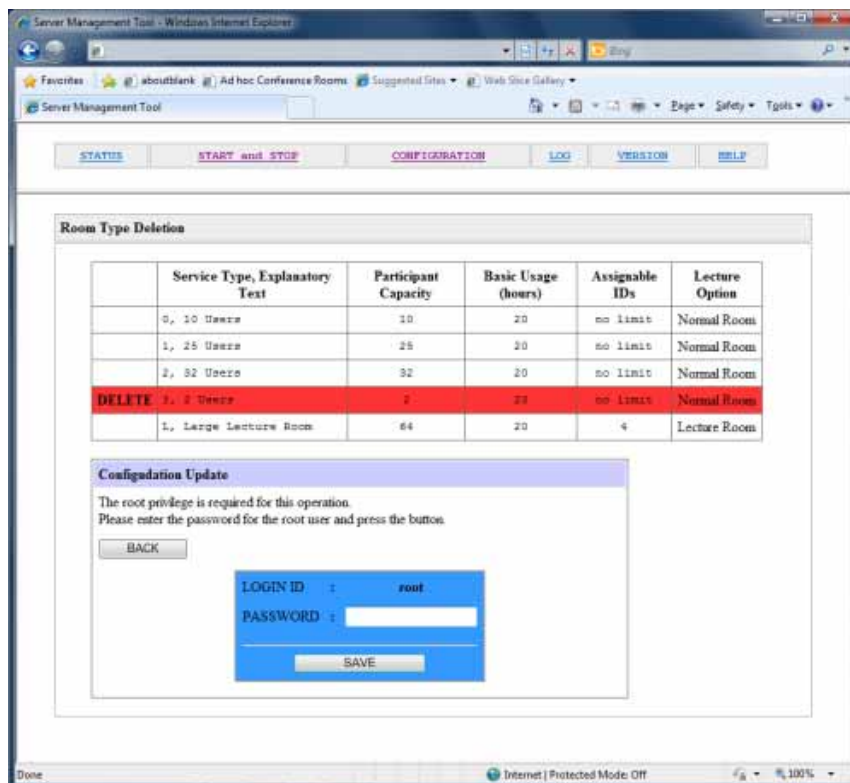 Server Management Tool - Windows Internet Explorer
Bing
Favorites aboutblank Ad hoc Conference Rooms Suggested Sites Web Slice Gallery
Server Management Tool Page Safety Tools
STATUS START and STOP CONFIGURATION LOG VERSION HELP
Room Type Deletion
Service Type, Explanatory Text Participant Capacity Basic Usage (hours) Assignable IDs Lecture Option
0, 10 Users 10 20 no limit Normal Room
1, 25 Users 25 20 no limit Normal Room
2, 32 Users 32 20 no limit Normal Room
DELETE 3, 2 Users 2 20 no limit Normal Room
L, Large Lecture Room 64 20 4 Lecture Room
Configudation Update
The root privilege is required for this operation.
Please enter the password for the root user and press the button.
BACK
LOGIN ID : root
PASSWORD :
SAVE
Done Internet | Protected Mode: Off 100%